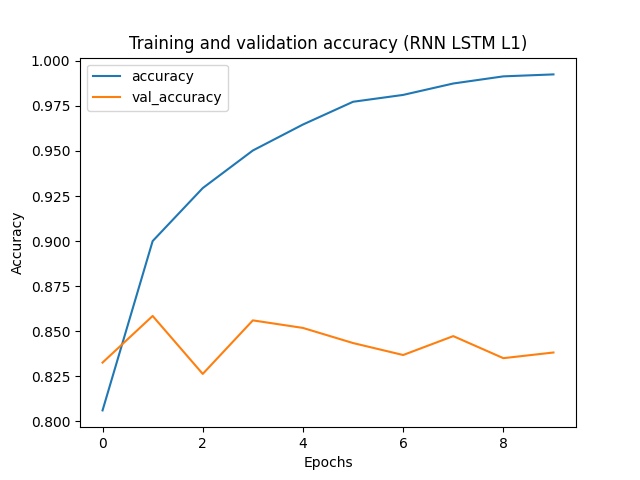 Training and validation accuracy (RNN LSTM L1)
accuracy
val_accuracy
Accuracy
1.000
0.975
0.950
0.925
0.900
0.875
0.850
0.825
0.800
0 2 4 6 8
Epochs